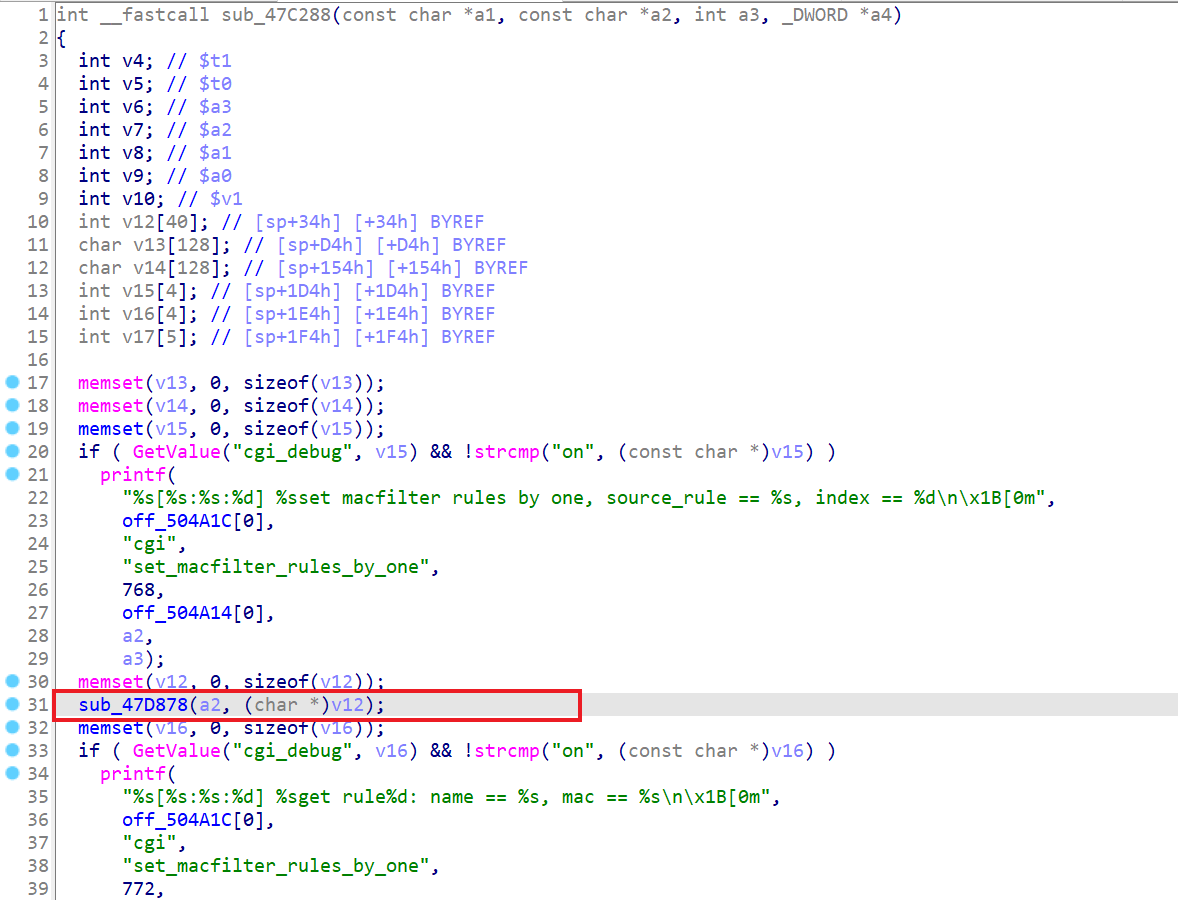 1 int __fastcall sub_47C288(const char *a1, const char *a2, int a3, _DWORD *a4)
2 {
3   int v4; // $t1
4   int v5; // $t0
5   int v6; // $a3
6   int v7; // $a2
7   int v8; // $a1
8   int v9; // $a0
9   int v10; // $v1
10   int v12[40]; // [sp+34h] [+34h] BYREF
11   char v13[128]; // [sp+D4h] [+D4h] BYREF
12   char v14[128]; // [sp+154h] [+154h] BYREF
13   int v15[4]; // [sp+1D4h] [+1D4h] BYREF
14   int v16[4]; // [sp+1E4h] [+1E4h] BYREF
15   int v17[5]; // [sp+1F4h] [+1F4h] BYREF
16
17   memset(v13, 0, sizeof(v13));
18   memset(v14, 0, sizeof(v14));
19   memset(v15, 0, sizeof(v15));
20   if ( GetValue("cgi_debug", v15) && !strcmp("on", (const char *)v15) )
21     printf(
22       "%s[%s:%s:%d] %sset macfilter rules by one, source_rule == %s, index == %d\n\x1B[0m",
23       off_504A1C[0],
24       "cgi",
25       "set_macfilter_rules_by_one",
26       768,
27       off_504A14[0],
28       a2,
29       a3);
30   memset(v12, 0, sizeof(v12));
31   sub_47D878(a2, (char *)v12);
32   memset(v16, 0, sizeof(v16));
33   if ( GetValue("cgi_debug", v16) && !strcmp("on", (const char *)v16) )
34     printf(
35       "%s[%s:%s:%d] %sget rule%d: name == %s, mac == %s\n\x1B[0m",
36       off_504A1C[0],
37       "cgi",
38       "set_macfilter_rules_by_one",
39       772,